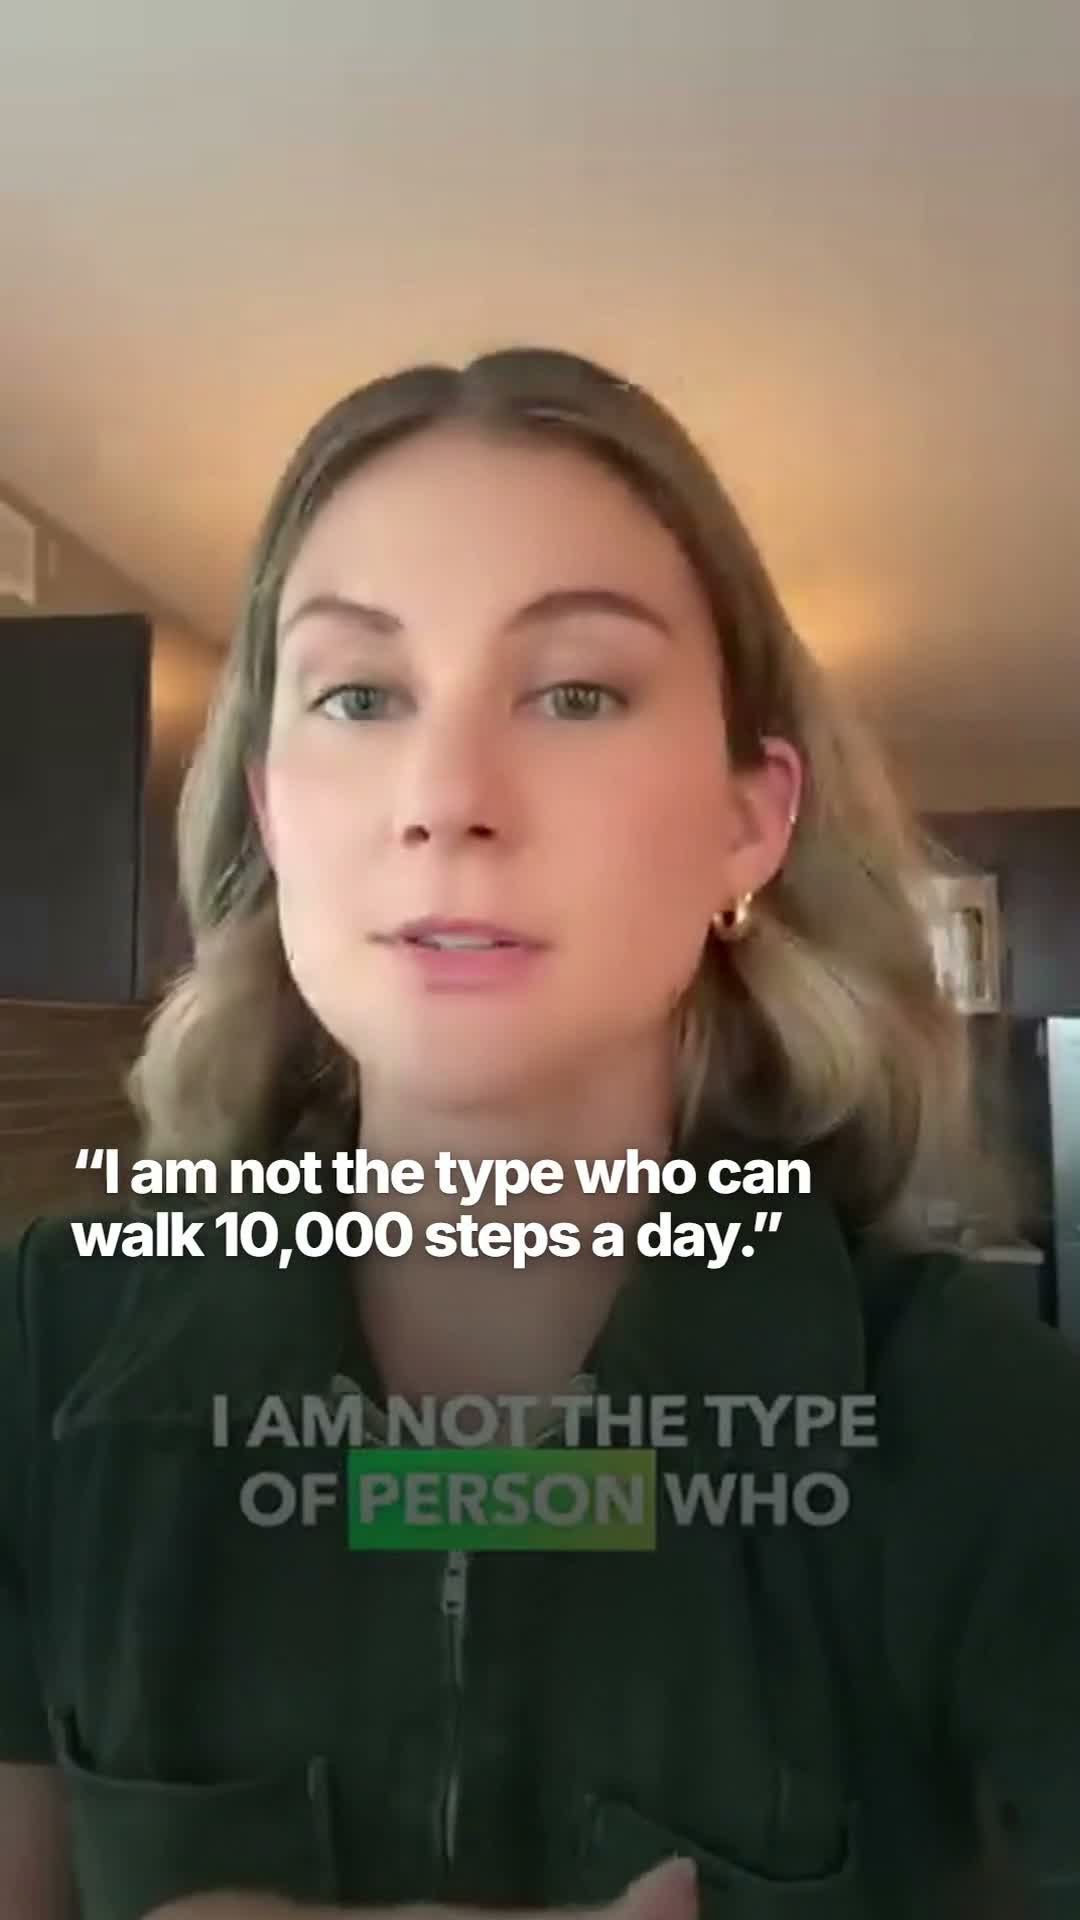 “I am not the type who can
walk 10,000 steps a day.”
I AM NOT THE TYPE
OF PERSON WHO